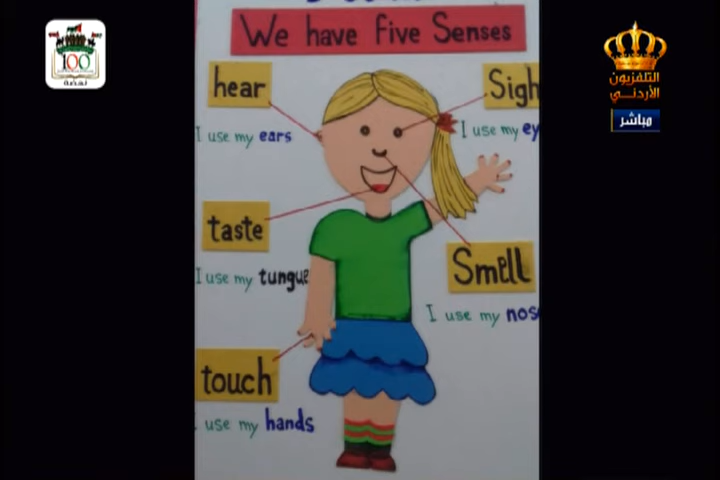 We have five Senses
hear
I use my ears
Sigh
I use my ey
taste
I use my tungue
Smell
I use my nos
touch
use my hands
100
التلفزيون
الأردني
مباشر